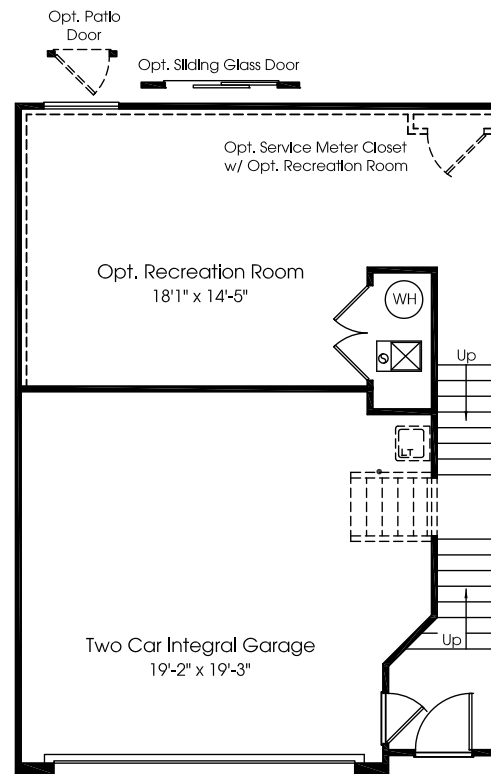 Opt. Patio
Door
Opt. Sliding Glass Door
Opt. Service Meter Closet
w/ Opt. Recreation Room
Opt. Recreation Room
18'1" x 14'-5"
WH
Up
LT
Two Car Integral Garage
19'-2" x 19'-3"
Up